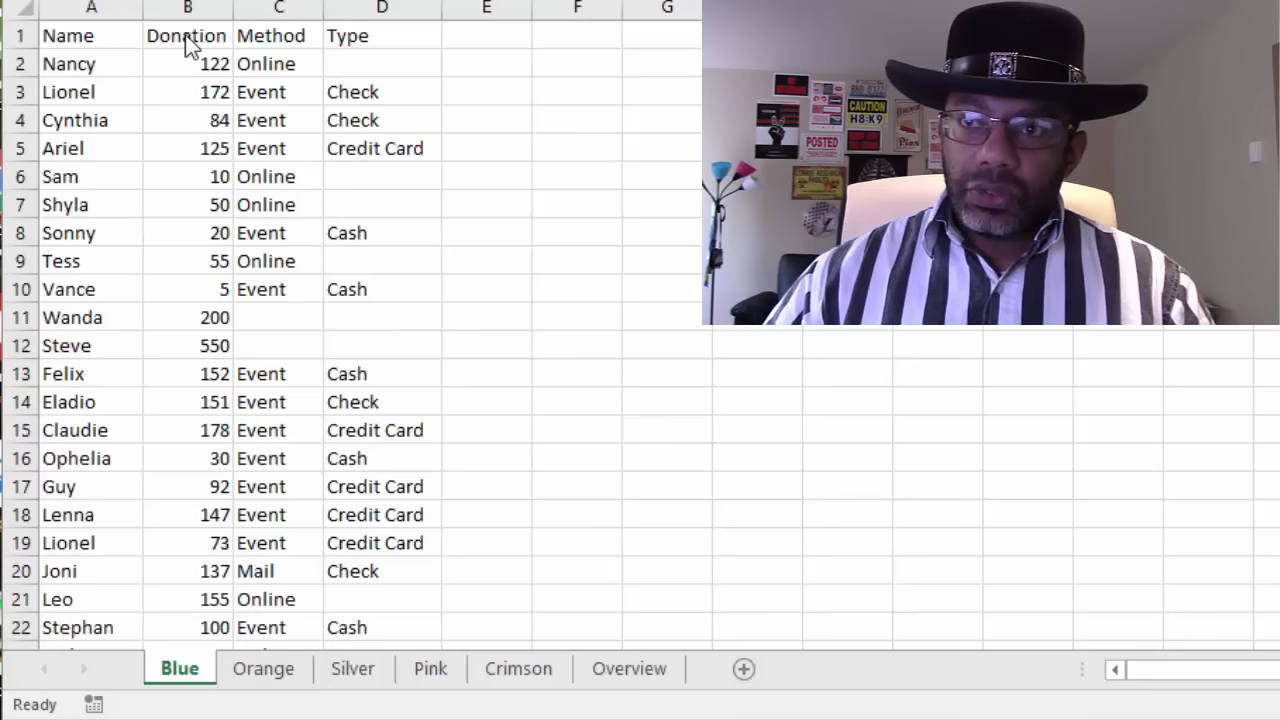 A B C D E F G
1 Name Donation Method Type
2 Nancy 122 Online
3 Lionel 172 Event Check
4 Cynthia 84 Event Check
5 Ariel 125 Event Credit Card
6 Sam 10 Online
7 Shyla 50 Online
8 Sonny 20 Event Cash
9 Tess 55 Online
10 Vance 5 Event Cash
11 Wanda 200
12 Steve 550
13 Felix 152 Event Cash
14 Eladio 151 Event Check
15 Claudie 178 Event Credit Card
16 Ophelia 30 Event Cash
17 Guy 92 Event Credit Card
18 Lenna 147 Event Credit Card
19 Lionel 73 Event Credit Card
20 Joni 137 Mail Check
21 Leo 155 Online
22 Stephan 100 Event Cash
CAUTION
H8:K9
POSTED
Pies
Blue Orange Silver Pink Crimson Overview
Ready